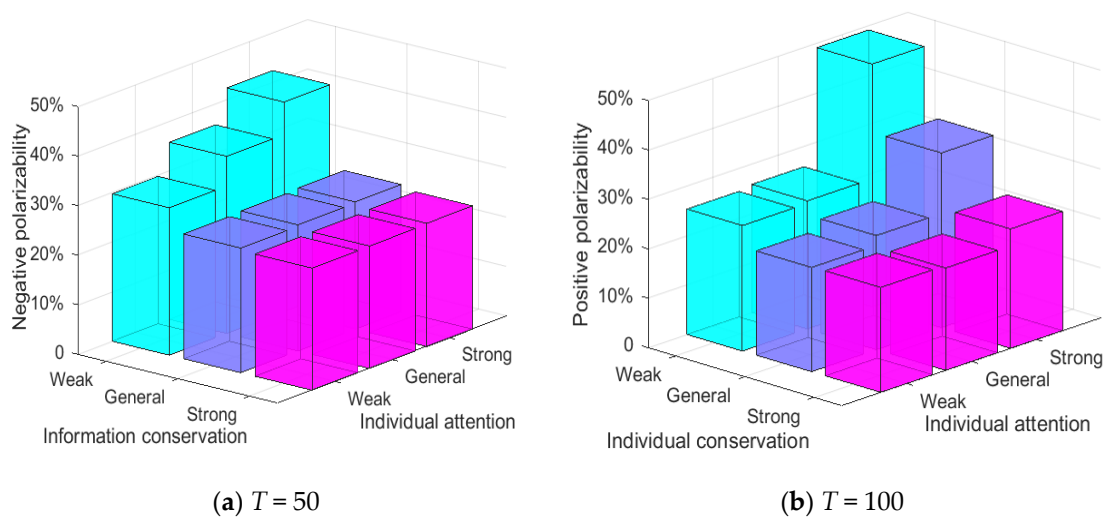 50%
40%
30%
20%
10%
0
Negative polarizability
Weak
General
Strong
Information conservation
Weak
General
Strong
Individual attention
(a) T = 50
50%
40%
30%
20%
10%
0
Positive polarizability
Weak
General
Strong
Individual conservation
Weak
General
Strong
Individual attention
(b) T = 100